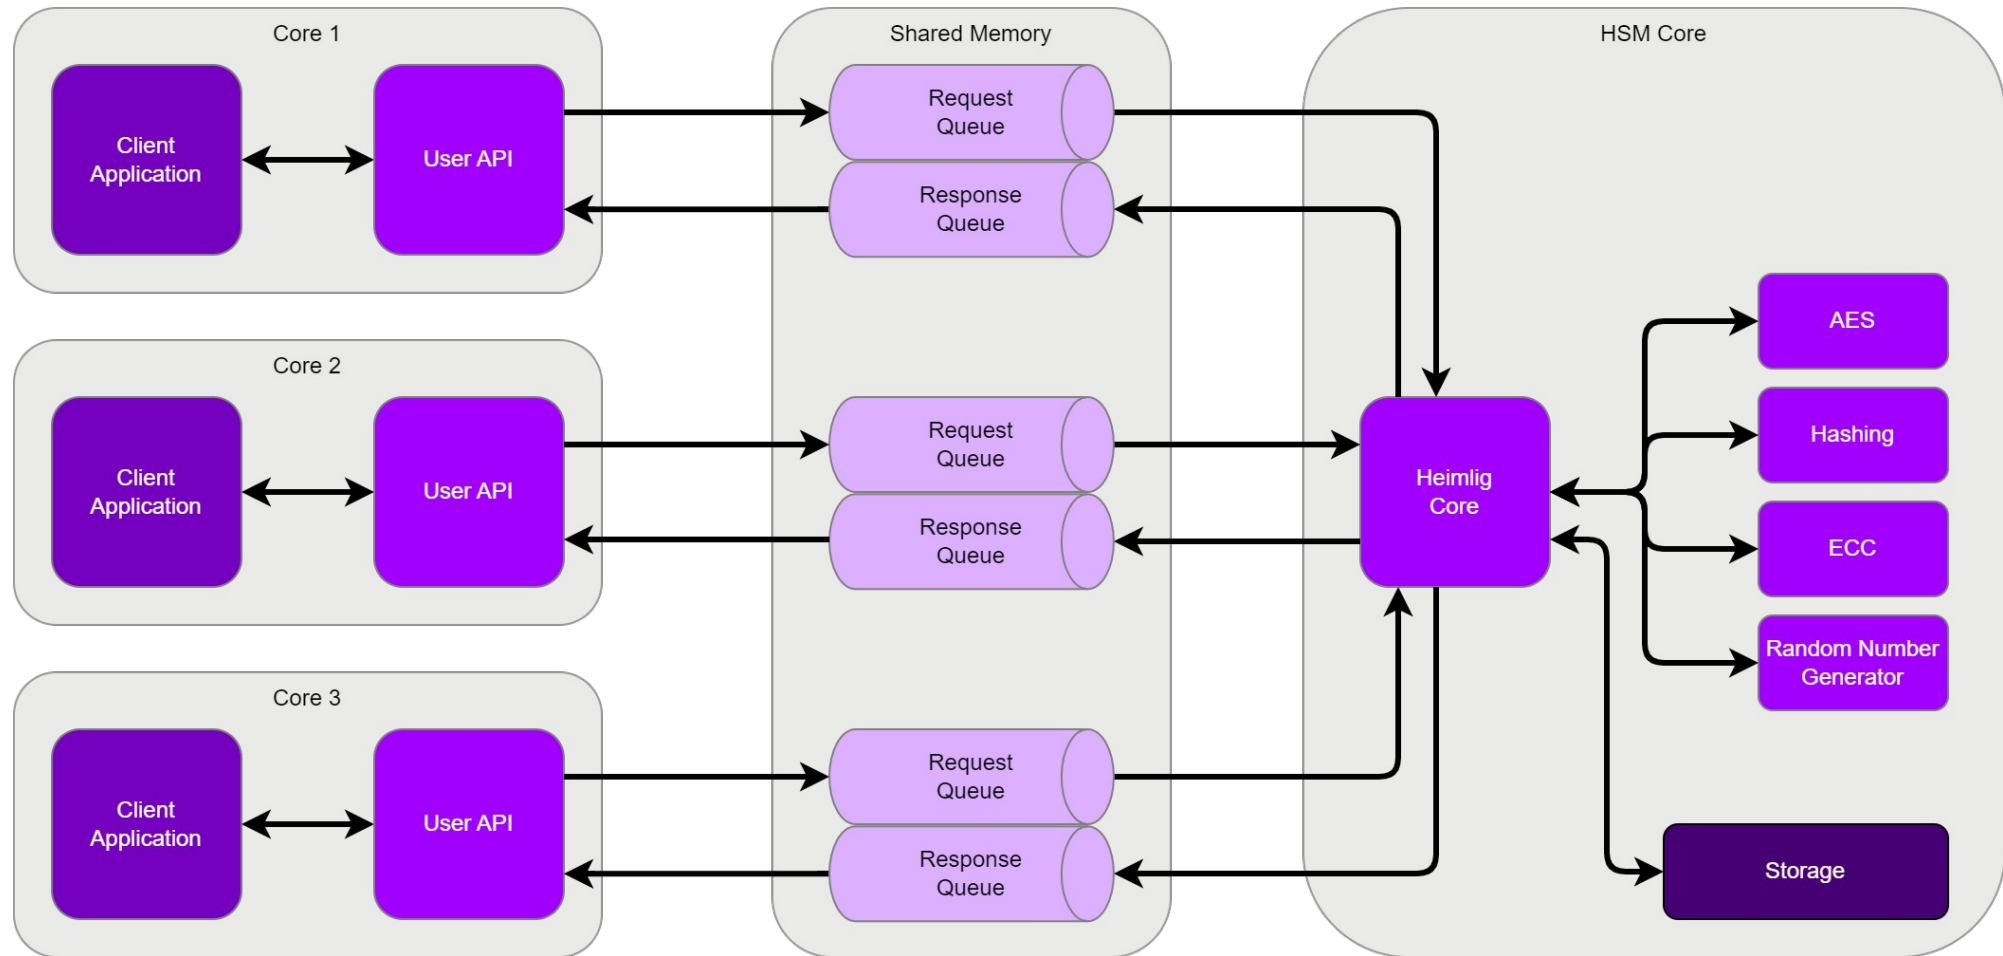 Core 1
Shared Memory
HSM Core
Client
Application
User API
Request
Queue
Response
Queue
Core 2
Client
Application
User API
Request
Queue
Response
Queue
Heimlig
Core
AES
Hashing
ECC
Random Number
Generator
Core 3
Client
Application
User API
Request
Queue
Response
Queue
Storage